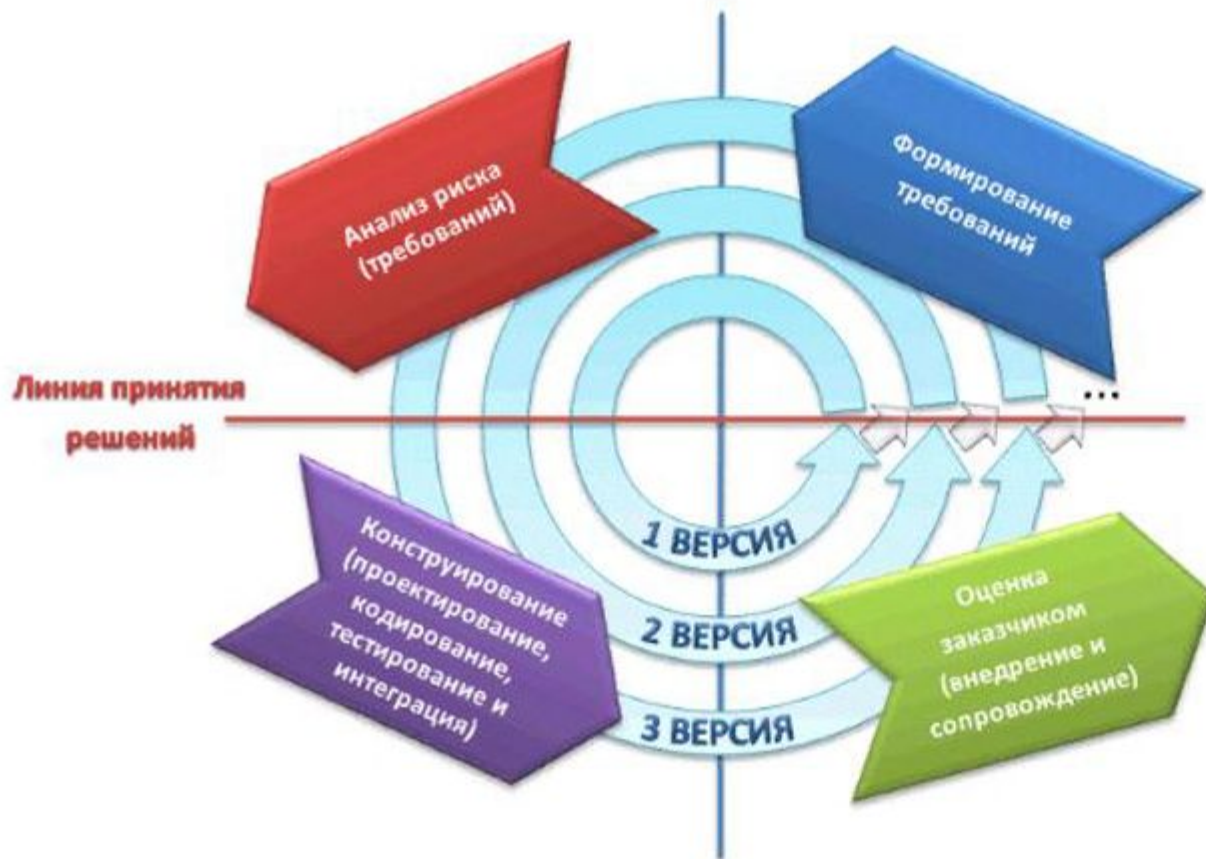 Анализ риска
(требований)
Формирование
требований
Линия принятия
решений
...
Конструирование
(проектирование,
кодирование,
тестирование и
интеграция)
Оценка
заказчиком
(внедрение и
сопровождение)
1 ВЕРСИЯ
2 ВЕРСИЯ
3 ВЕРСИЯ